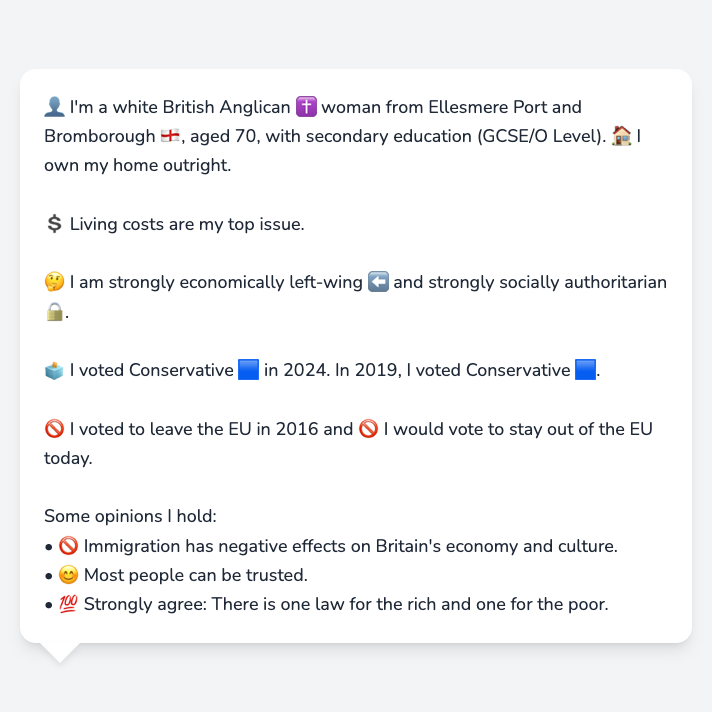 👤 I'm a white British Anglican ✝️ woman from Ellesmere Port and
Bromborough 🏴󠁧󠁢󠁥󠁮󠁧󠁿, aged 70, with secondary education (GCSE/O Level). 🏠 I
own my home outright.
💲 Living costs are my top issue.
🤔 I am strongly economically left-wing ⬅️ and strongly socially authoritarian
🔒.
🗳️ I voted Conservative 🟦 in 2024. In 2019, I voted Conservative 🟦.
🚫 I voted to leave the EU in 2016 and 🚫 I would vote to stay out of the EU
today.
Some opinions I hold:
• 🚫 Immigration has negative effects on Britain's economy and culture.
• 😊 Most people can be trusted.
• 💯 Strongly agree: There is one law for the rich and one for the poor.